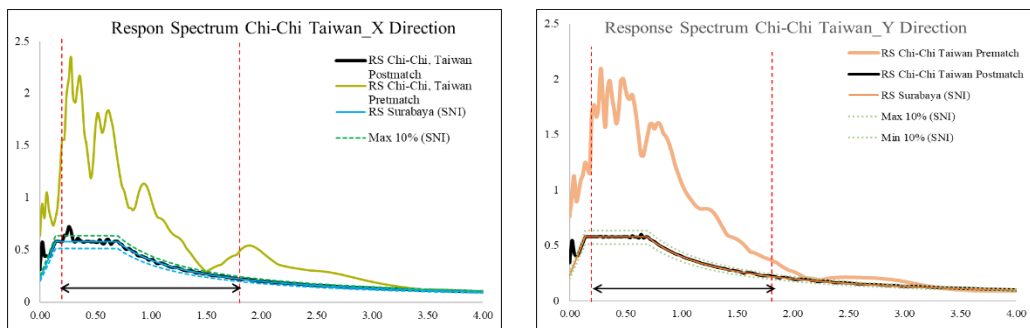 Respon Spectrum Chi-Chi Taiwan_X Direction
2.5
2
1.5
1
0.5
0
0.00
0.50
1.00
1.50
2.00
2.50
3.00
3.50
4.00
RS Chi-Chi, Taiwan
Postmatch
RS Chi-Chi, Taiwan
Pretmatch
RS Surabaya (SNI)
Max 10% (SNI)
Response Spectrum Chi-Chi Taiwan_Y Direction
2.5
2
1.5
1
0.5
0
0.00
0.50
1.00
1.50
2.00
2.50
3.00
3.50
4.00
RS Chi-Chi Taiwan Prematch
RS Chi-Chi Taiwan Postmatch
RS Surabaya (SNI)
Max 10% (SNI)
Min 10% (SNI)